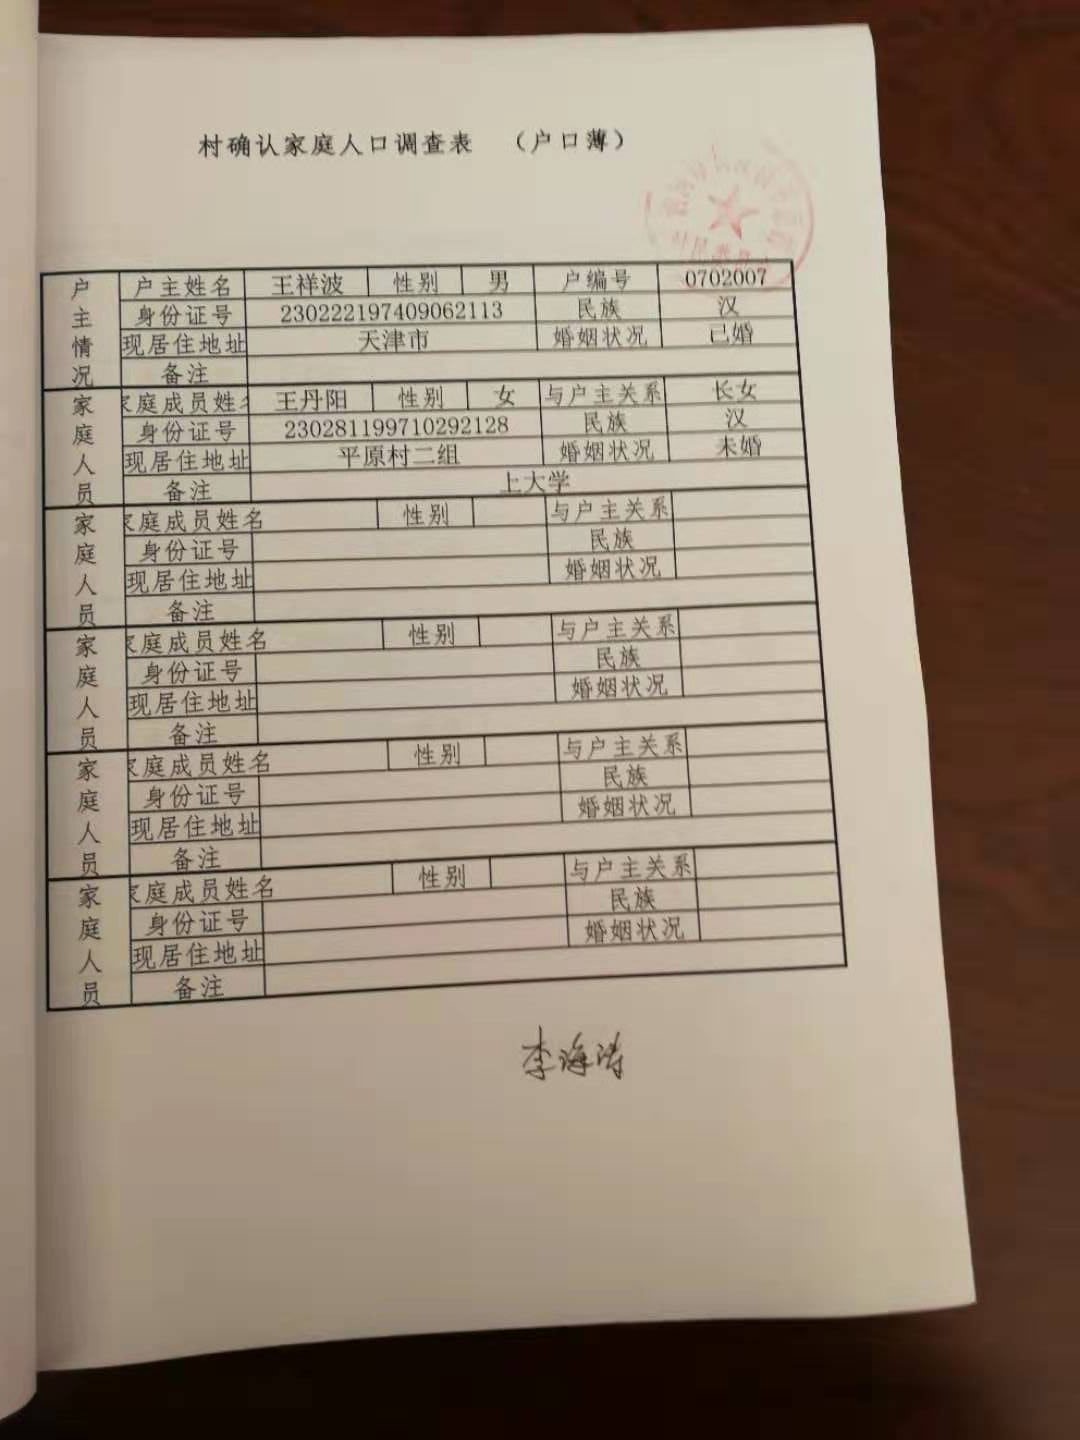 村确认家庭人口调查表 （户口薄）
户主情况
户主姓名 王祥波 性别 男 户编号 0702007
身份证号 230222197409062113 民族 汉
现居住地址 天津市 婚姻状况 已婚
备注
家庭人员
家庭成员姓名 王丹阳 性别 女 与户主关系 长女
身份证号 230281199710292128 民族 汉
现居住地址 平原村二组 婚姻状况 未婚
备注 上大学
家庭人员
家庭成员姓名 性别 与户主关系
身份证号 民族
现居住地址 婚姻状况
备注
家庭人员
家庭成员姓名 性别 与户主关系
身份证号 民族
现居住地址 婚姻状况
备注
家庭人员
家庭成员姓名 性别 与户主关系
身份证号 民族
现居住地址 婚姻状况
备注
家庭人员
家庭成员姓名 性别 与户主关系
身份证号 民族
现居住地址 婚姻状况
备注
李海涛